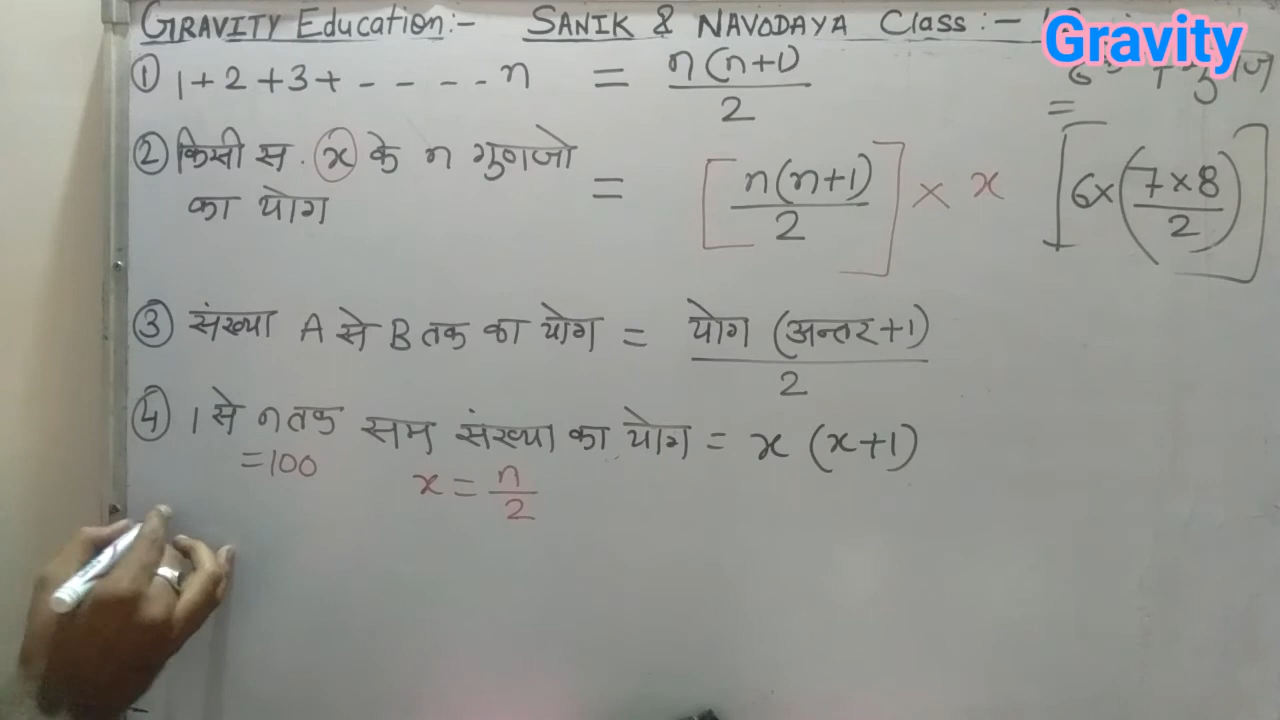 GRAVITY Education:- SANIK & NAVODAYA Class:-
Gravity
① 1+2+3+ - - - - n = n(n+1)/2
② किसी स. x के n गुणजो
का योग = [n(n+1)/2] × x
=
[6×(7×8/2)]
③ संख्या A से B तक का योग = योग (अन्तर+1)/2
④ 1 से n तक सम संख्या का योग = x (x+1)
=100 x = n/2